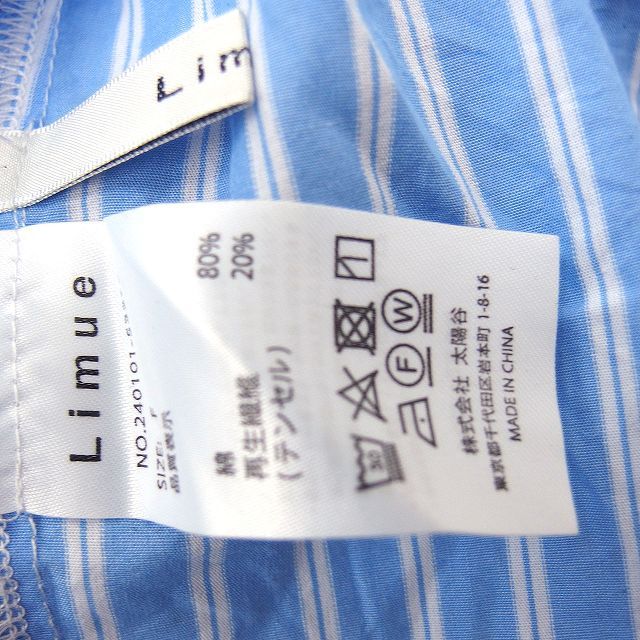 Lim
Limue
NO.240101-
SIZE: F
品質表示
綿 80%
再生繊維 20%
(テンセル)
30
F W
株式会社 太陽谷
東京都千代田区岩本町 1-8-16
MADE IN CHINA